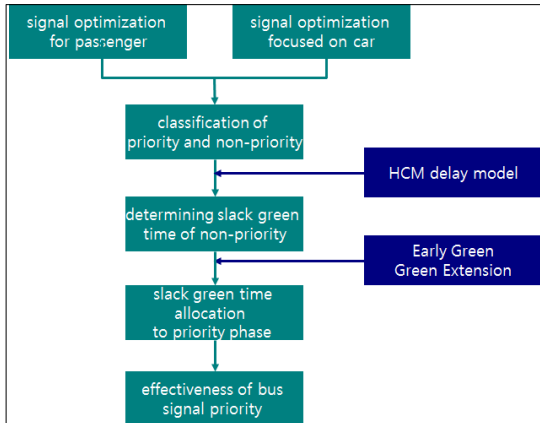 signal optimization
for passenger
signal optimization
focused on car
classification of
priority and non-priority
HCM delay model
determining slack green
time of non-priority
Early Green
Green Extension
slack green time
allocation
to priority phase
effectiveness of bus
signal priority